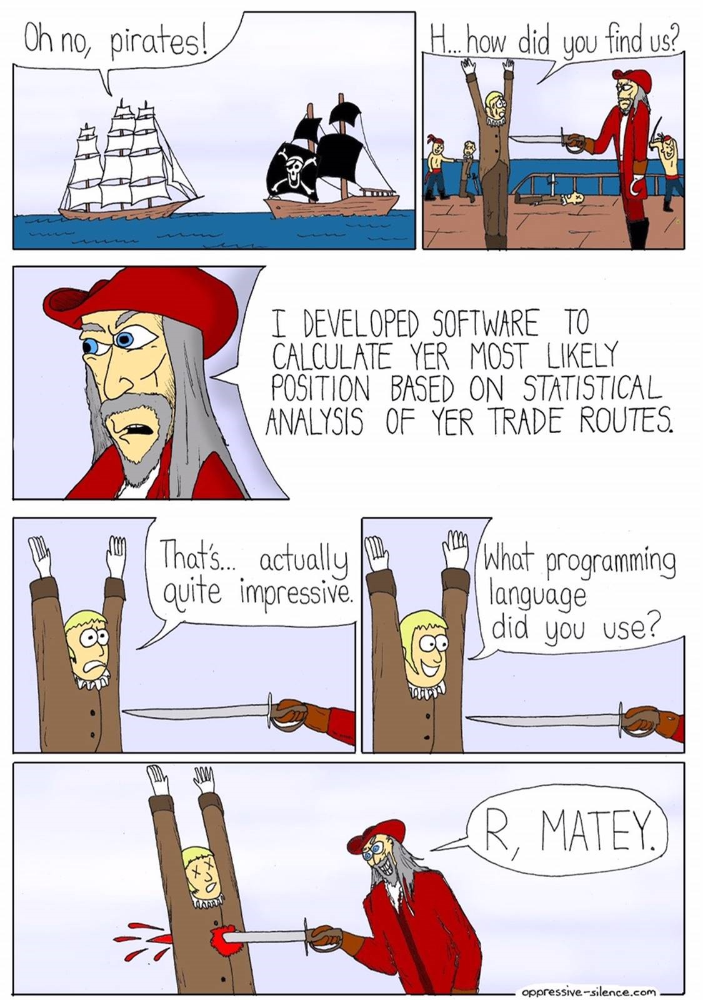 Oh no, pirates!
H... how did you find us?
I DEVELOPED SOFTWARE TO
CALCULATE YER MOST LIKELY
POSITION BASED ON STATISTICAL
ANALYSIS OF YER TRADE ROUTES.
That's... actually
quite impressive.
What programming
language
did you use?
R, MATEY.
oppressive-silence.com